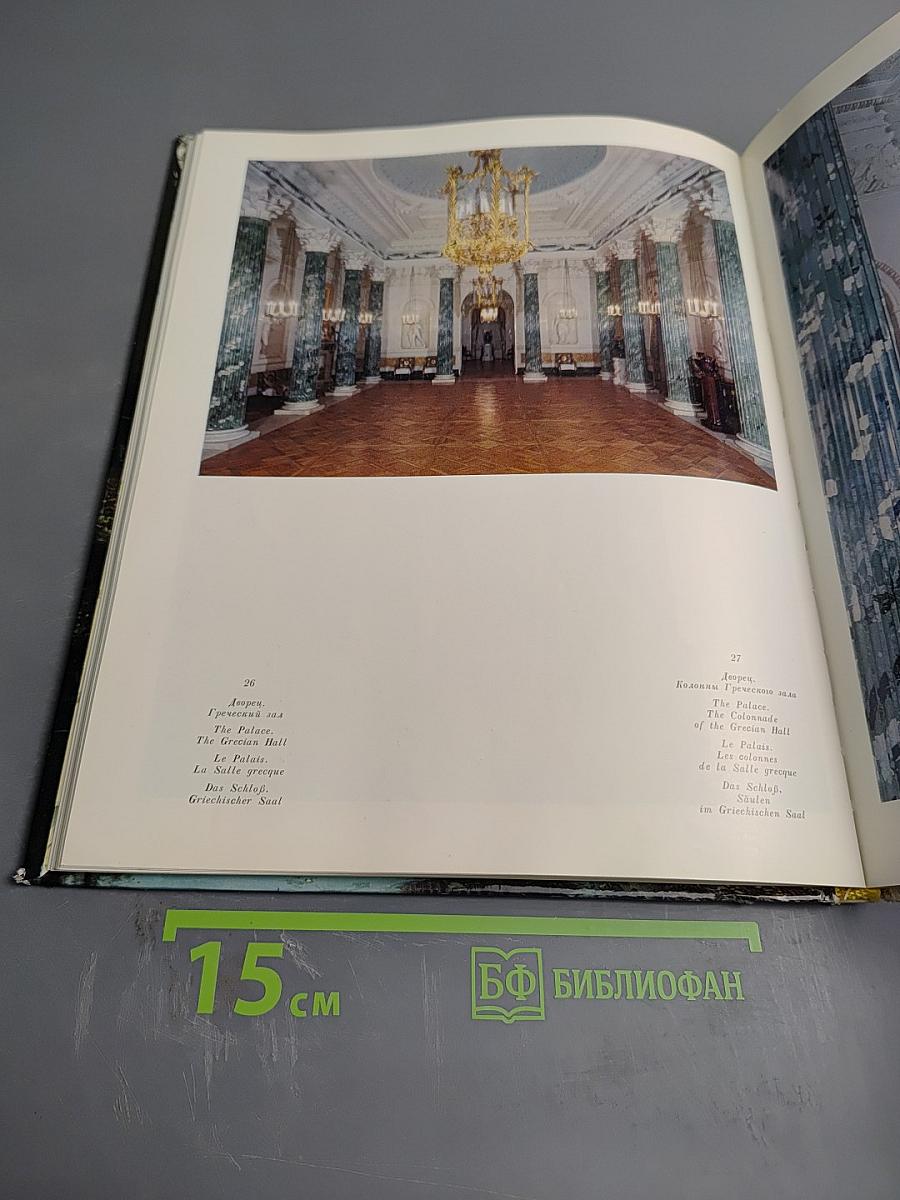 26
Дворец.
Греческий зал
The Palace.
The Grecian Hall
Le Palais.
La Salle grecque
Das Schloß.
Griechischer Saal
27
Дворец.
Колонны Греческого зала
The Palace.
The Colonnade
of the Grecian Hall
Le Palais.
Les colonnes
de la Salle grecque
Das Schloß.
Säulen
im Griechischen Saal
15 см
БФ БИБЛИОФАН